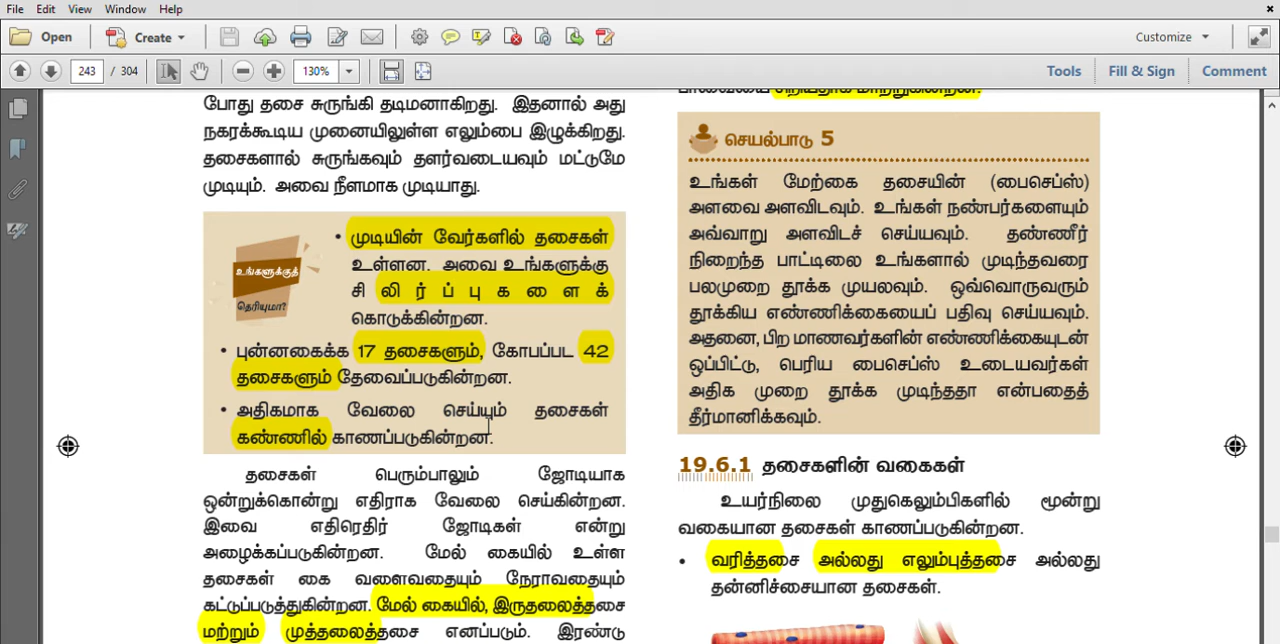 File Edit View Window Help
Open Create Customize
243 / 304 130% Tools Fill & Sign Comment
போது தசை சுருங்கி தடிமனாகிறது. இதனால் அது
நகரக்கூடிய முனையிலுள்ள எலும்பை இழுக்கிறது.
தசைகளால் சுருங்கவும் தளர்வடையவும் மட்டுமே
முடியும். அவை நீளமாக முடியாது.
உங்களுக்குத்
தெரியுமா?
• முடியின் வேர்களில் தசைகள்
உள்ளன. அவை உங்களுக்கு
சி லி ர் ப் பு க ளை க்
கொடுக்கின்றன.
• புன்னகைக்க 17 தசைகளும், கோபப்பட 42
தசைகளும் தேவைப்படுகின்றன.
• அதிகமாக வேலை செய்யும் தசைகள்
கண்ணில் காணப்படுகின்றன.
தசைகள் பெரும்பாலும் ஜோடியாக
ஒன்றுக்கொன்று எதிராக வேலை செய்கின்றன.
இவை எதிரெதிர் ஜோடிகள் என்று
அழைக்கப்படுகின்றன. மேல் கையில் உள்ள
தசைகள் கை வளைவதையும் நேராவதையும்
கட்டுப்படுத்துகின்றன. மேல் கையில், இருதலைத்தசை
மற்றும் முத்தலைத்தசை எனப்படும். இரண்டு
செயல்பாடு 5
உங்கள் மேற்கை தசையின் (பைசெப்ஸ்)
அளவை அளவிடவும். உங்கள் நண்பர்களையும்
அவ்வாறு அளவிடச் செய்யவும். தண்ணீர்
நிறைந்த பாட்டிலை உங்களால் முடிந்தவரை
பலமுறை தூக்க முயலவும். ஒவ்வொருவரும்
தூக்கிய எண்ணிக்கையைப் பதிவு செய்யவும்.
அதனை, பிற மாணவர்களின் எண்ணிக்கையுடன்
ஒப்பிட்டு, பெரிய பைசெப்ஸ் உடையவர்கள்
அதிக முறை தூக்க முடிந்ததா என்பதைத்
தீர்மானிக்கவும்.
19.6.1 தசைகளின் வகைகள்
உயர்நிலை முதுகெலும்பிகளில் மூன்று
வகையான தசைகள் காணப்படுகின்றன.
• வரித்தசை அல்லது எலும்புத்தசை அல்லது
தன்னிச்சையான தசைகள்.